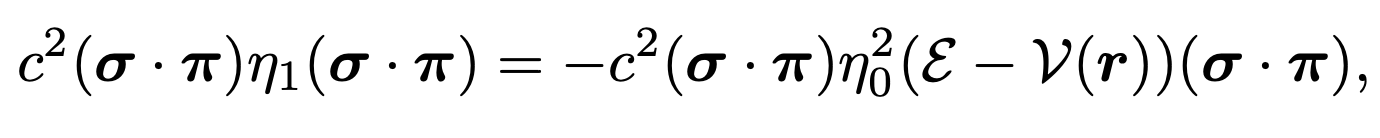 c²(σ · π)η₁(σ · π) = −c²(σ · π)η₀²(ℰ − 𝒱(r))(σ · π),